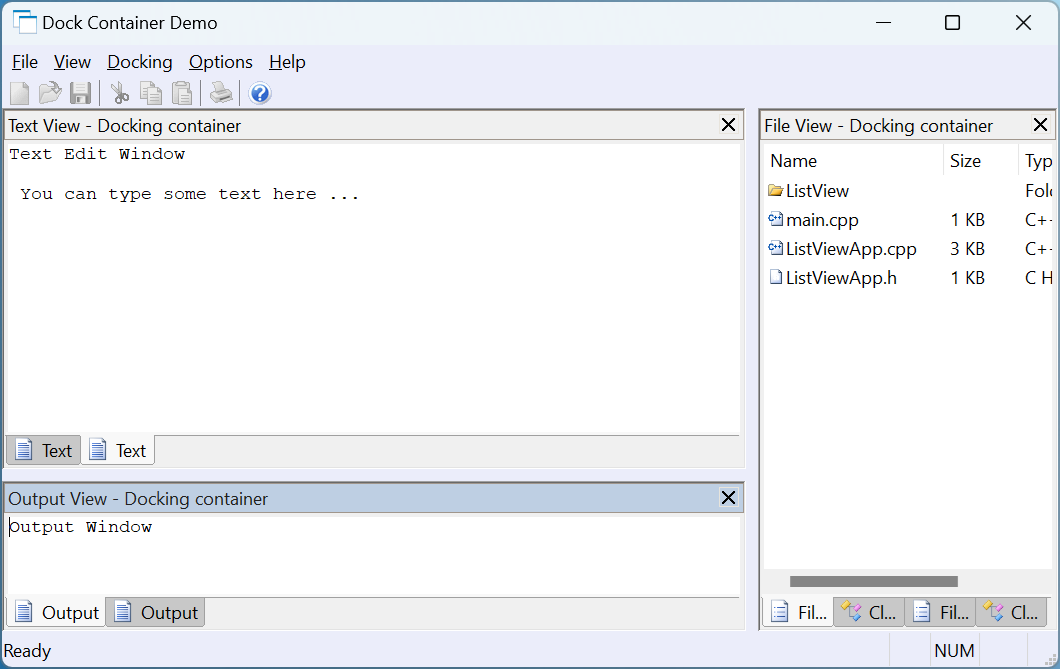 Dock Container Demo
File View Docking Options Help
Text View - Docking container
Text Edit Window
You can type some text here ...
Text Text
Output View - Docking container
Output Window
Output Output
File View - Docking container
Name Size Typ
ListView Fol
main.cpp 1 KB C+
ListViewApp.cpp 3 KB C+
ListViewApp.h 1 KB C H
Fil... Cl... Fil... Cl...
Ready NUM